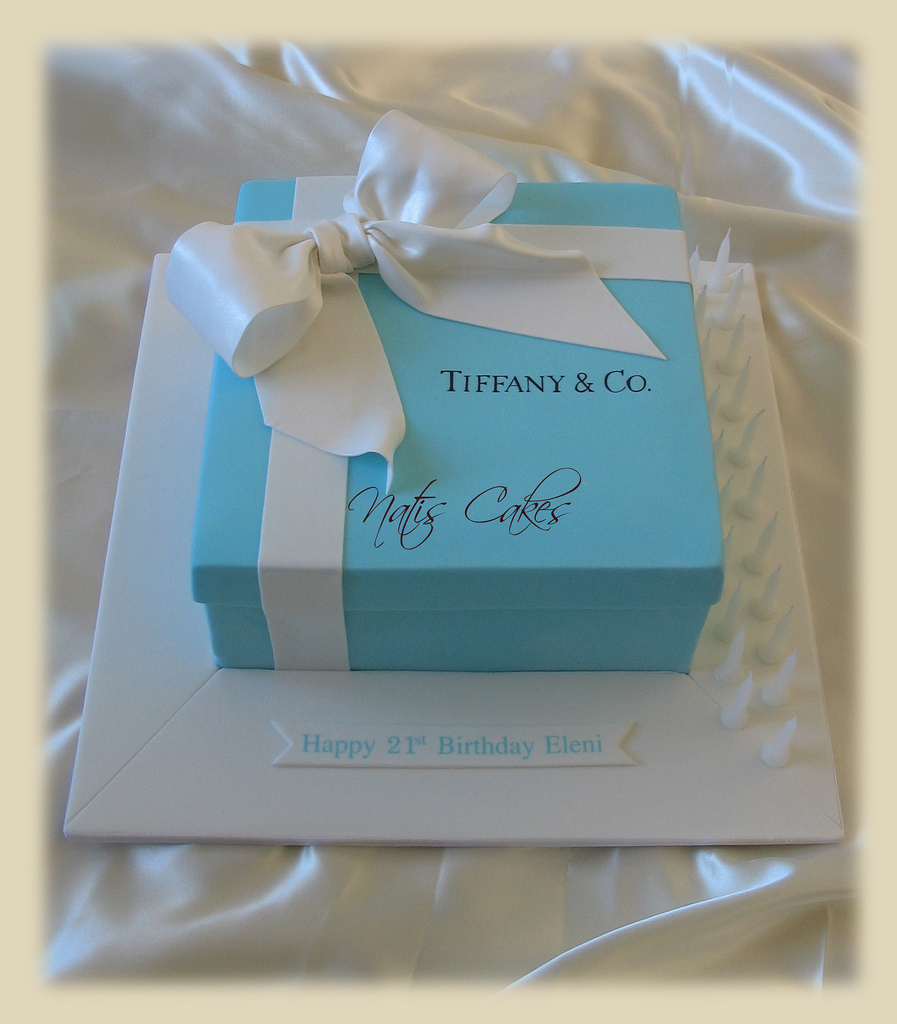 TIFFANY & CO.
Natis Cakes
Happy 21st Birthday Eleni